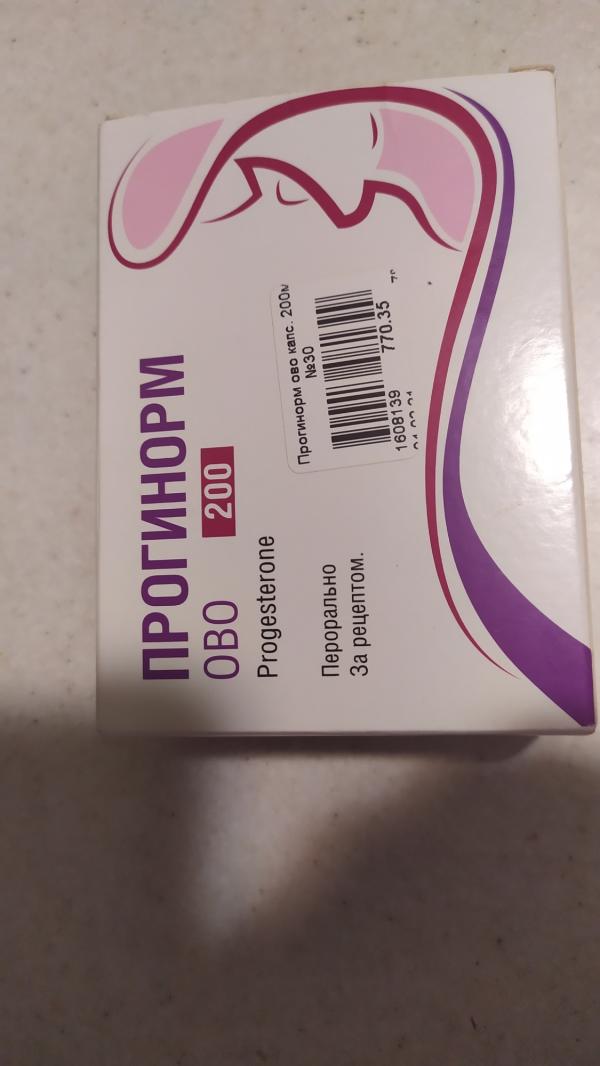 ПРОГИНОРМ
ОВО 200
Progesterone
Перорально
За рецептом.
Прогинорм ово капс. 200м
№30
1608139 770.35